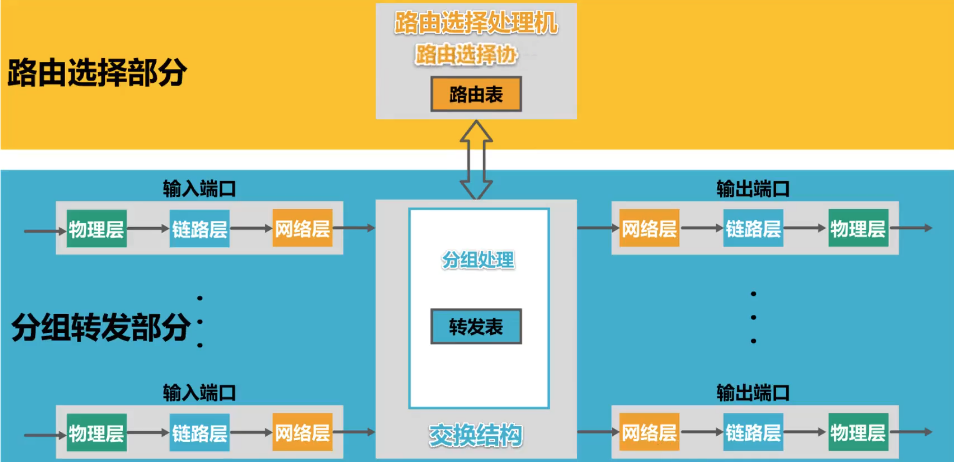 路由选择处理机
路由选择协
路由选择部分
路由表
输入端口
输出端口
物理层
链路层
网络层
网络层
链路层
物理层
分组处理
分组转发部分
转发表
输入端口
输出端口
物理层
链路层
网络层
交换结构
网络层
链路层
物理层